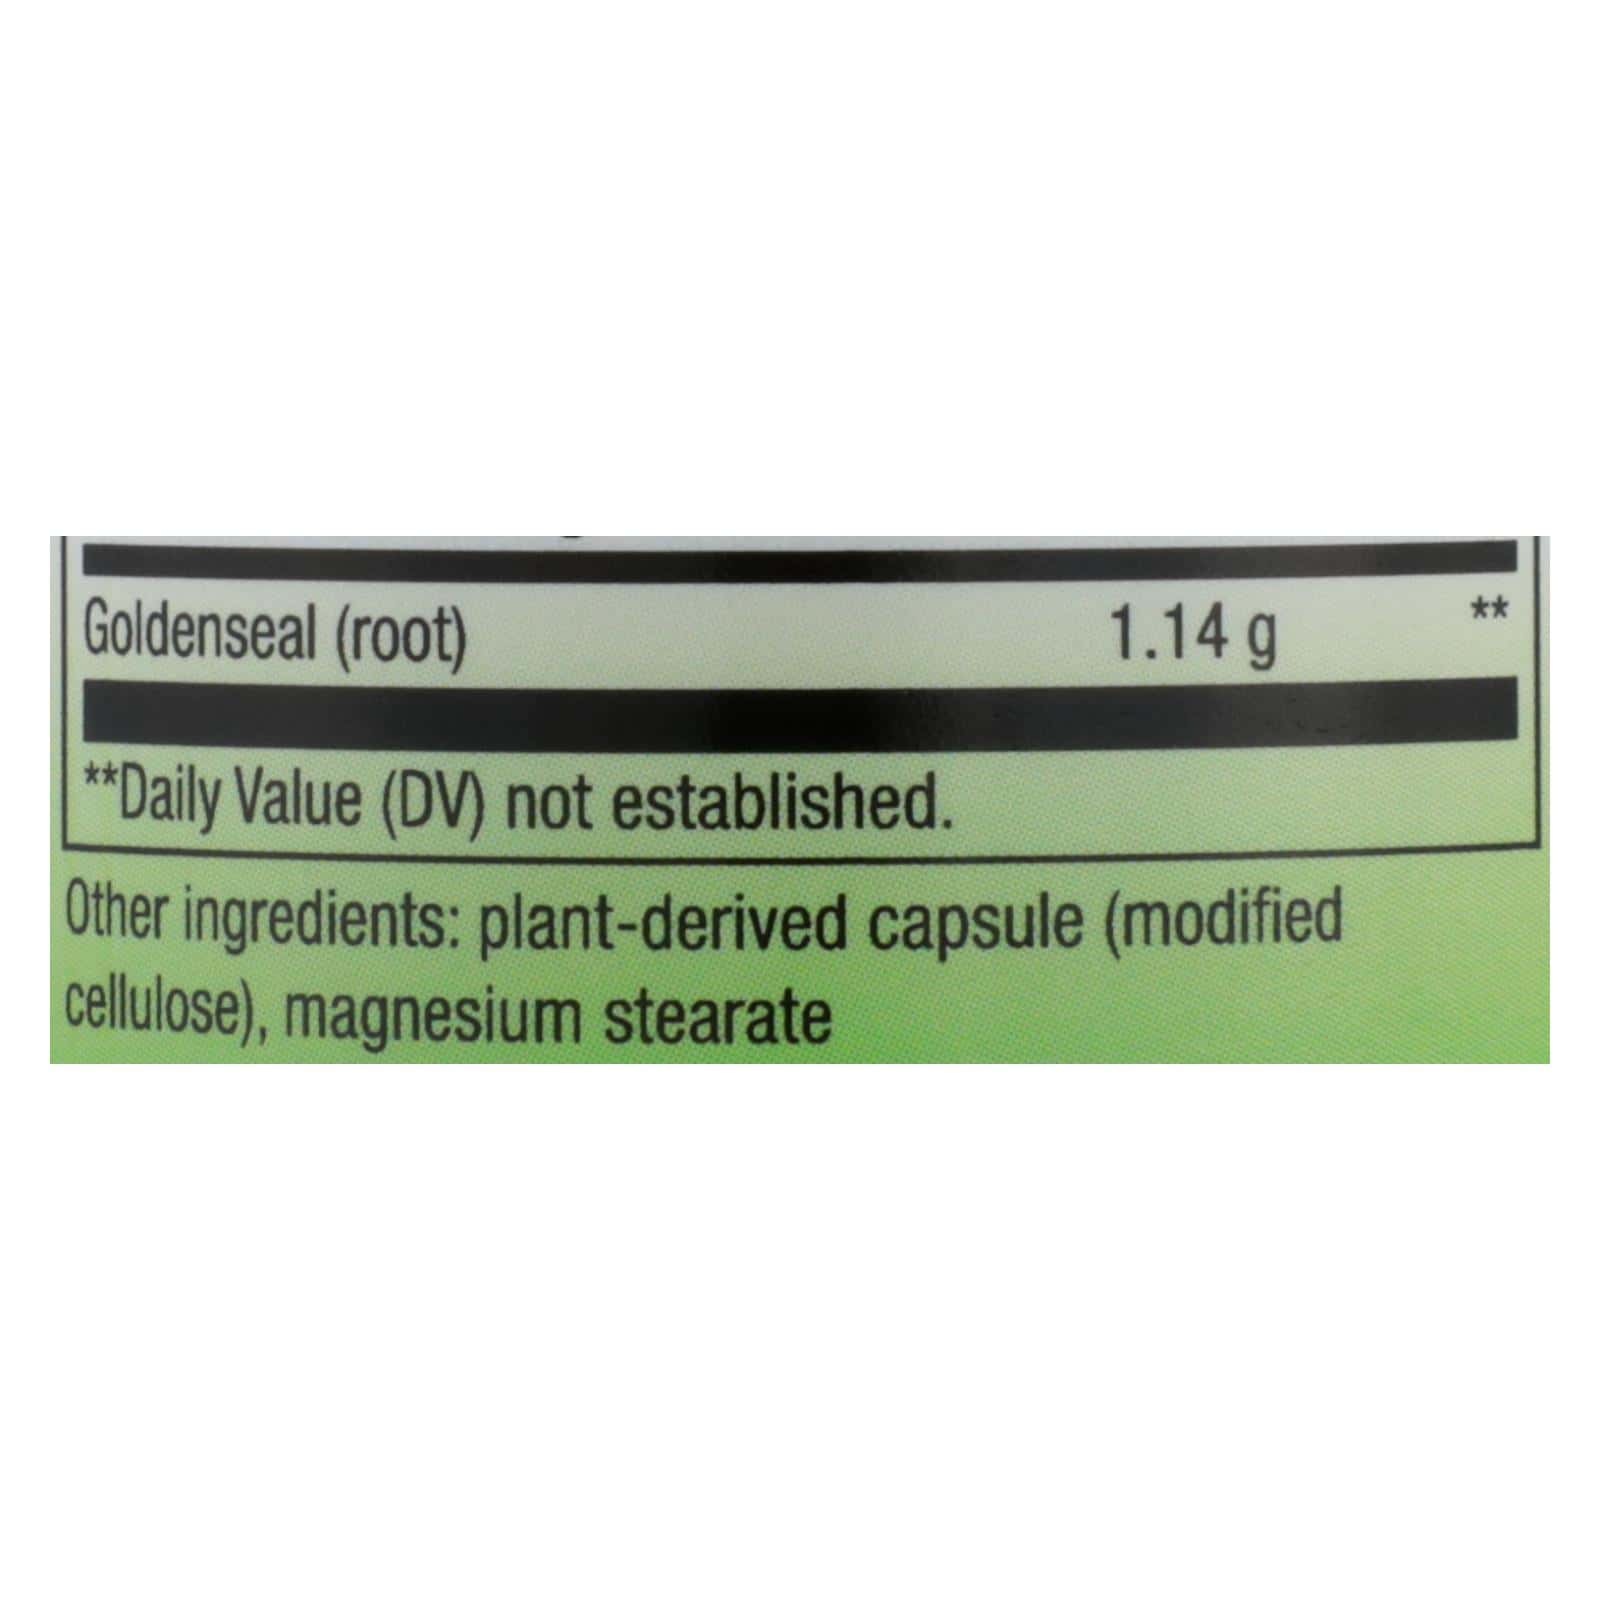 Goldenseal (root) 1.14 g **
**Daily Value (DV) not established.
Other ingredients: plant-derived capsule (modified
cellulose), magnesium stearate